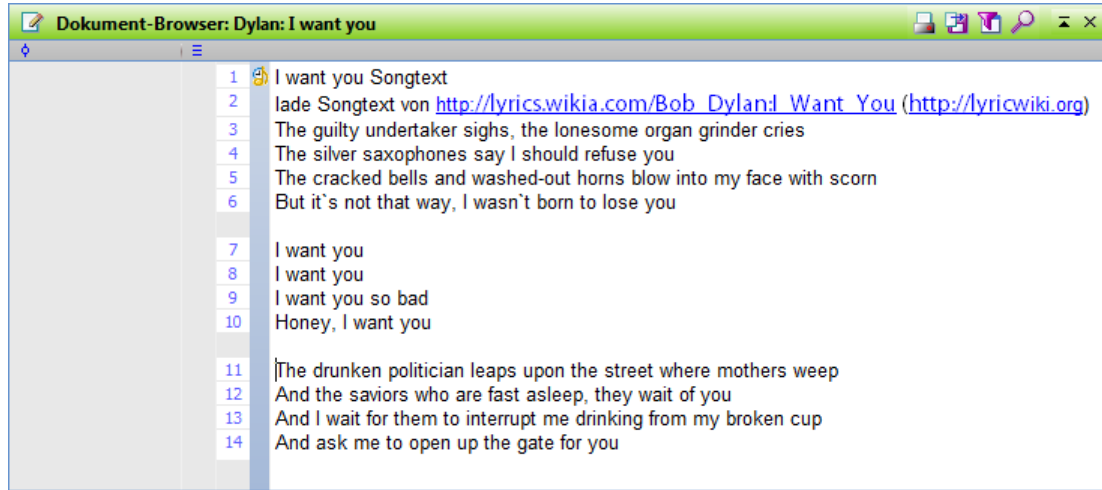 Dokument-Browser: Dylan: I want you
1 I want you Songtext
2 lade Songtext von http://lyrics.wikia.com/Bob_Dylan:I_Want_You (http://lyricwiki.org)
3 The guilty undertaker sighs, the lonesome organ grinder cries
4 The silver saxophones say I should refuse you
5 The cracked bells and washed-out horns blow into my face with scorn
6 But it`s not that way, I wasn`t born to lose you
7 I want you
8 I want you
9 I want you so bad
10 Honey, I want you
11 The drunken politician leaps upon the street where mothers weep
12 And the saviors who are fast asleep, they wait of you
13 And I wait for them to interrupt me drinking from my broken cup
14 And ask me to open up the gate for you